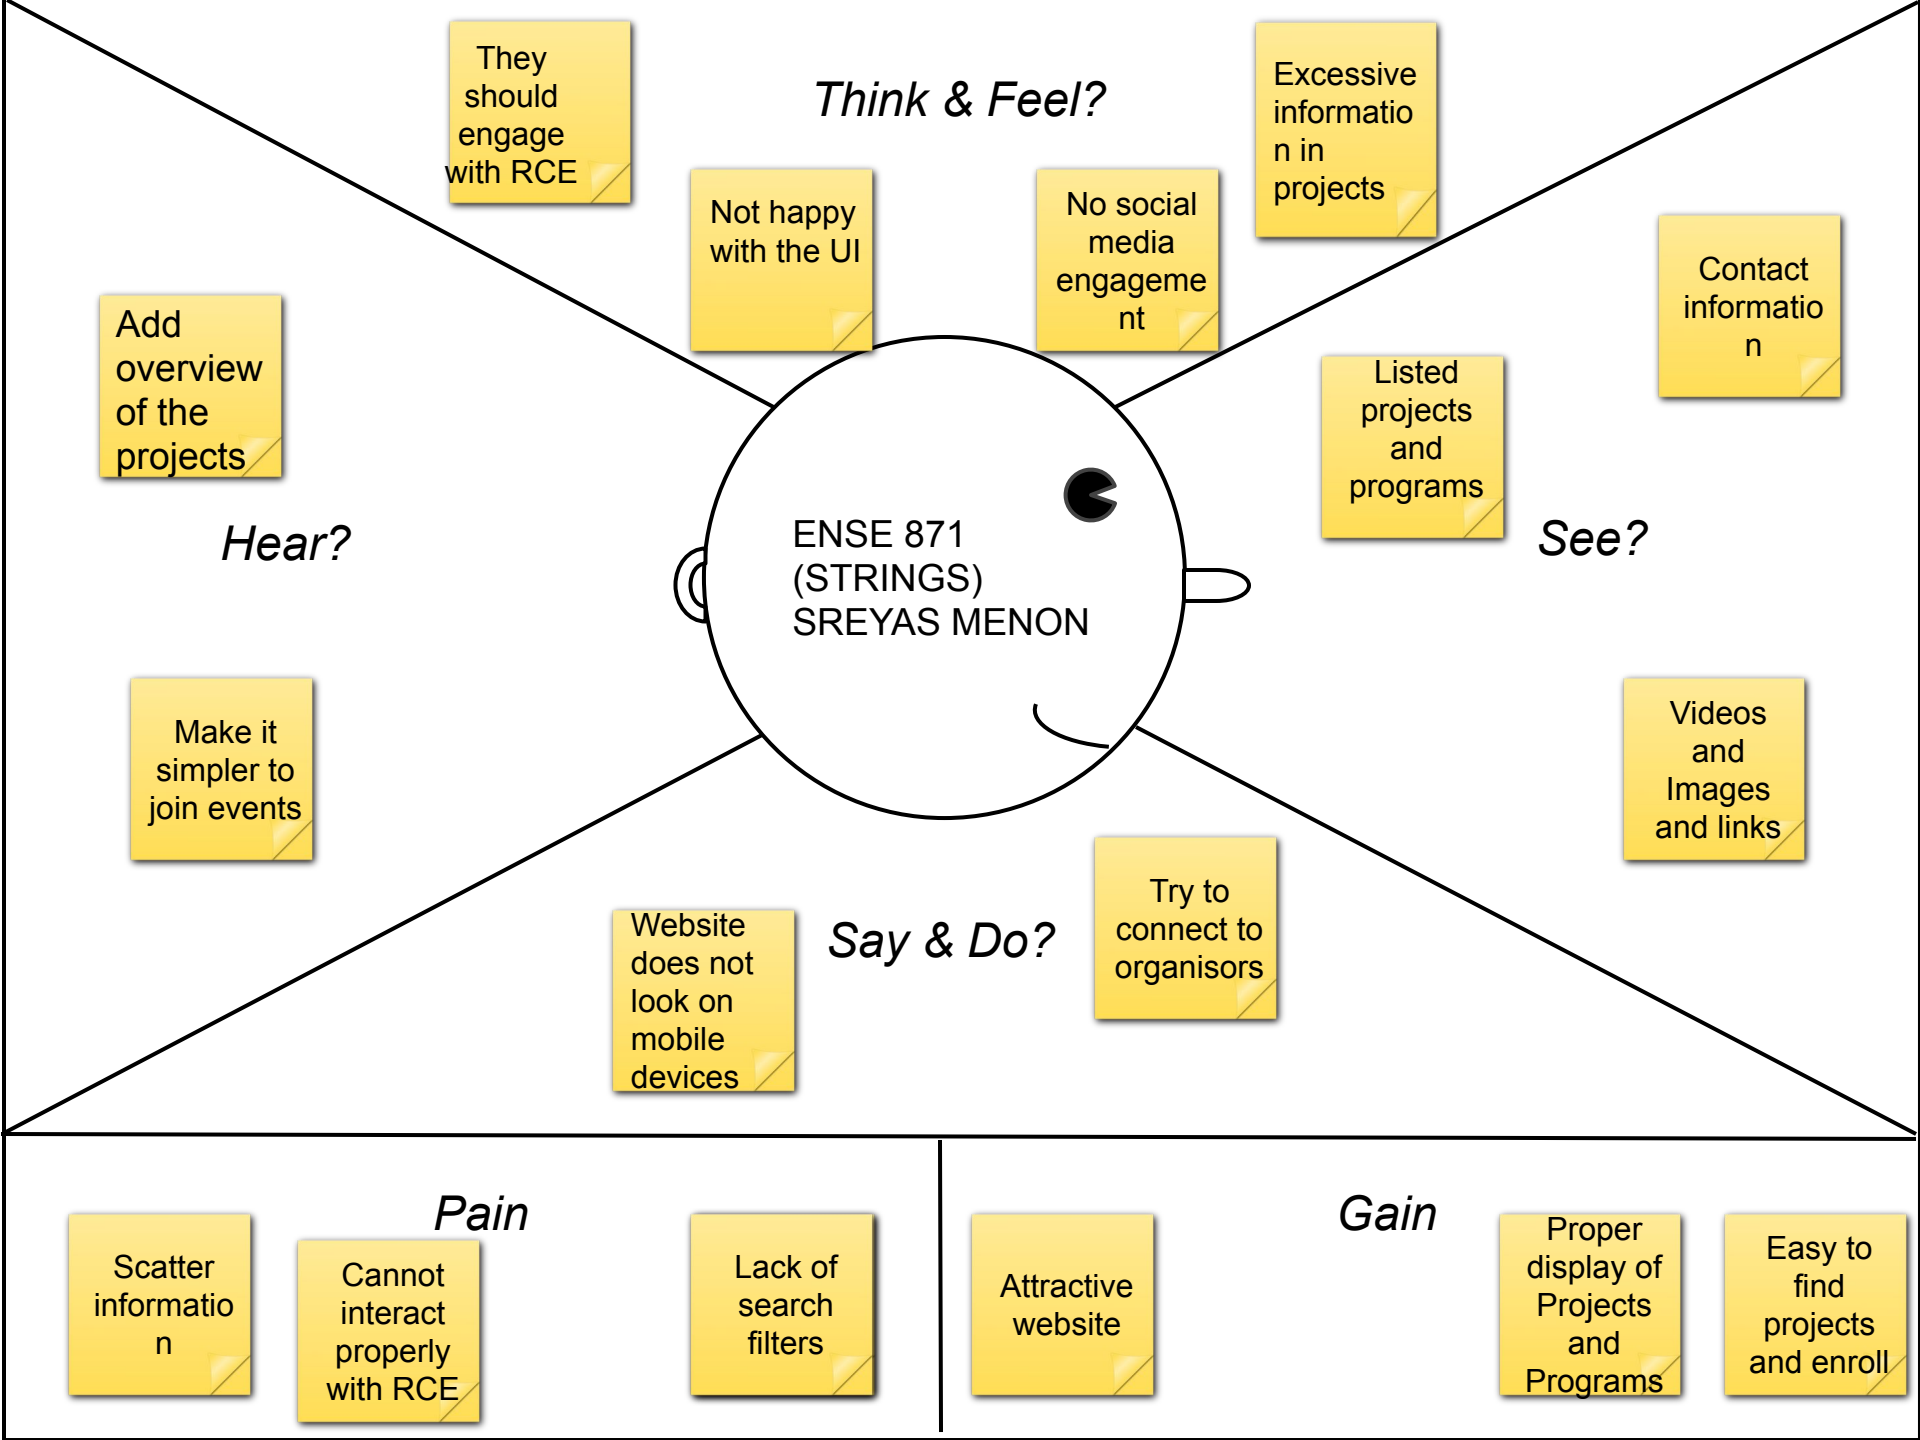 They
should
engage
with RCE
Think & Feel?
Excessive
informatio
n in
projects
Not happy
with the UI
No social
media
engageme
nt
Add
overview
of the
projects
Hear?
Make it
simpler to
join events
ENSE 871
(STRINGS)
SREYAS MENON
Contact
informatio
n
Listed
projects
and
programs
See?
Videos
and
Images
and links
Website
does not
look on
mobile
devices
Say & Do?
Try to
connect to
organisors
Pain
Scatter
informatio
n
Cannot
interact
properly
with RCE
Lack of
search
filters
Gain
Attractive
website
Proper
display of
Projects
and
Programs
Easy to
find
projects
and enroll